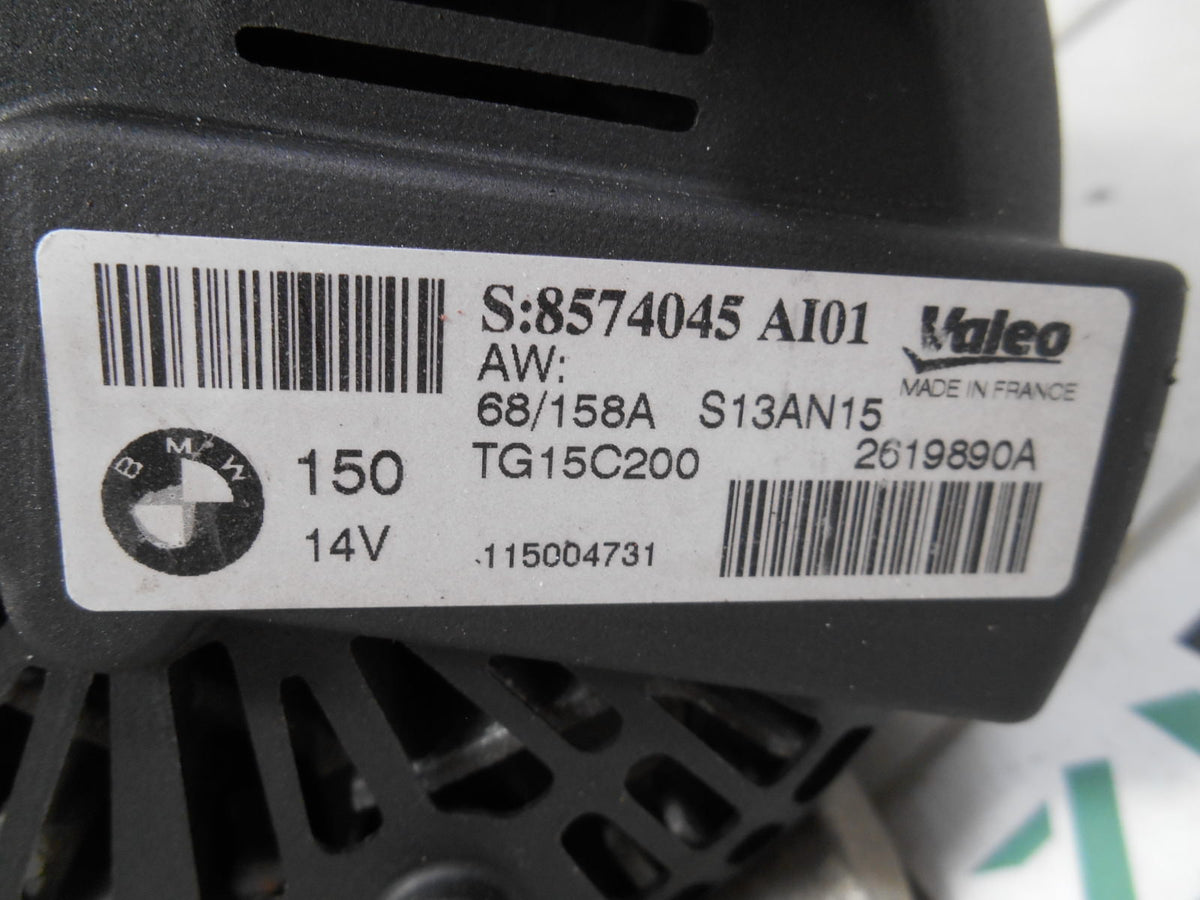 S:8574045 AI01
Valeo
AW:
MADE IN FRANCE
68/158A S13AN15
BMW
150
TG15C200
2619890A
14V
115004731